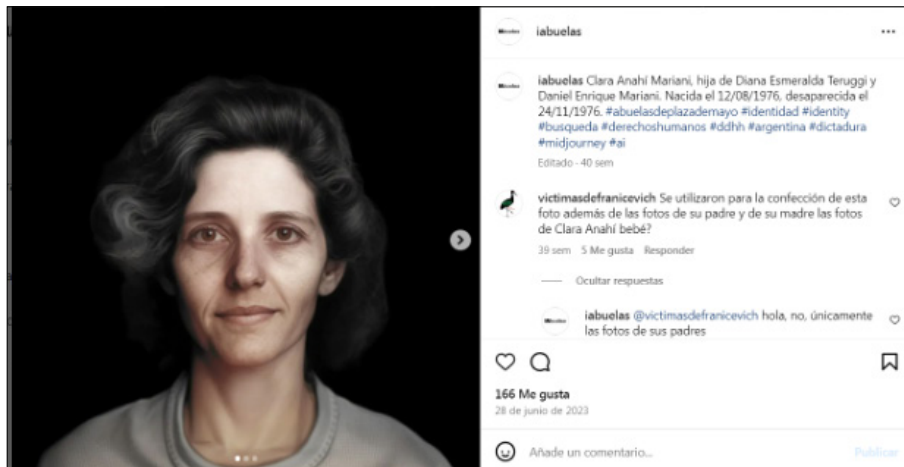 iabuelas
iabuelas Clara Anahí Mariani, hija de Diana Esmeralda Teruggi y
Daniel Enrique Mariani. Nacida el 12/08/1976, desaparecida el
24/11/1976. #abuelasdeplazademayo #identidad #identity
#busqueda #derechoshumanos #ddhh #argentina #dictadura
#midjourney #ai
Editado · 40 sem
victimasdefranicevich Se utilizaron para la confección de esta
foto además de las fotos de su padre y de su madre las fotos
de Clara Anahí bebé?
39 sem 5 Me gusta Responder
Ocultar respuestas
iabuelas @victimasdefranicevich hola, no, únicamente
las fotos de sus padres
166 Me gusta
28 de junio de 2023
Añade un comentario...
Publicar